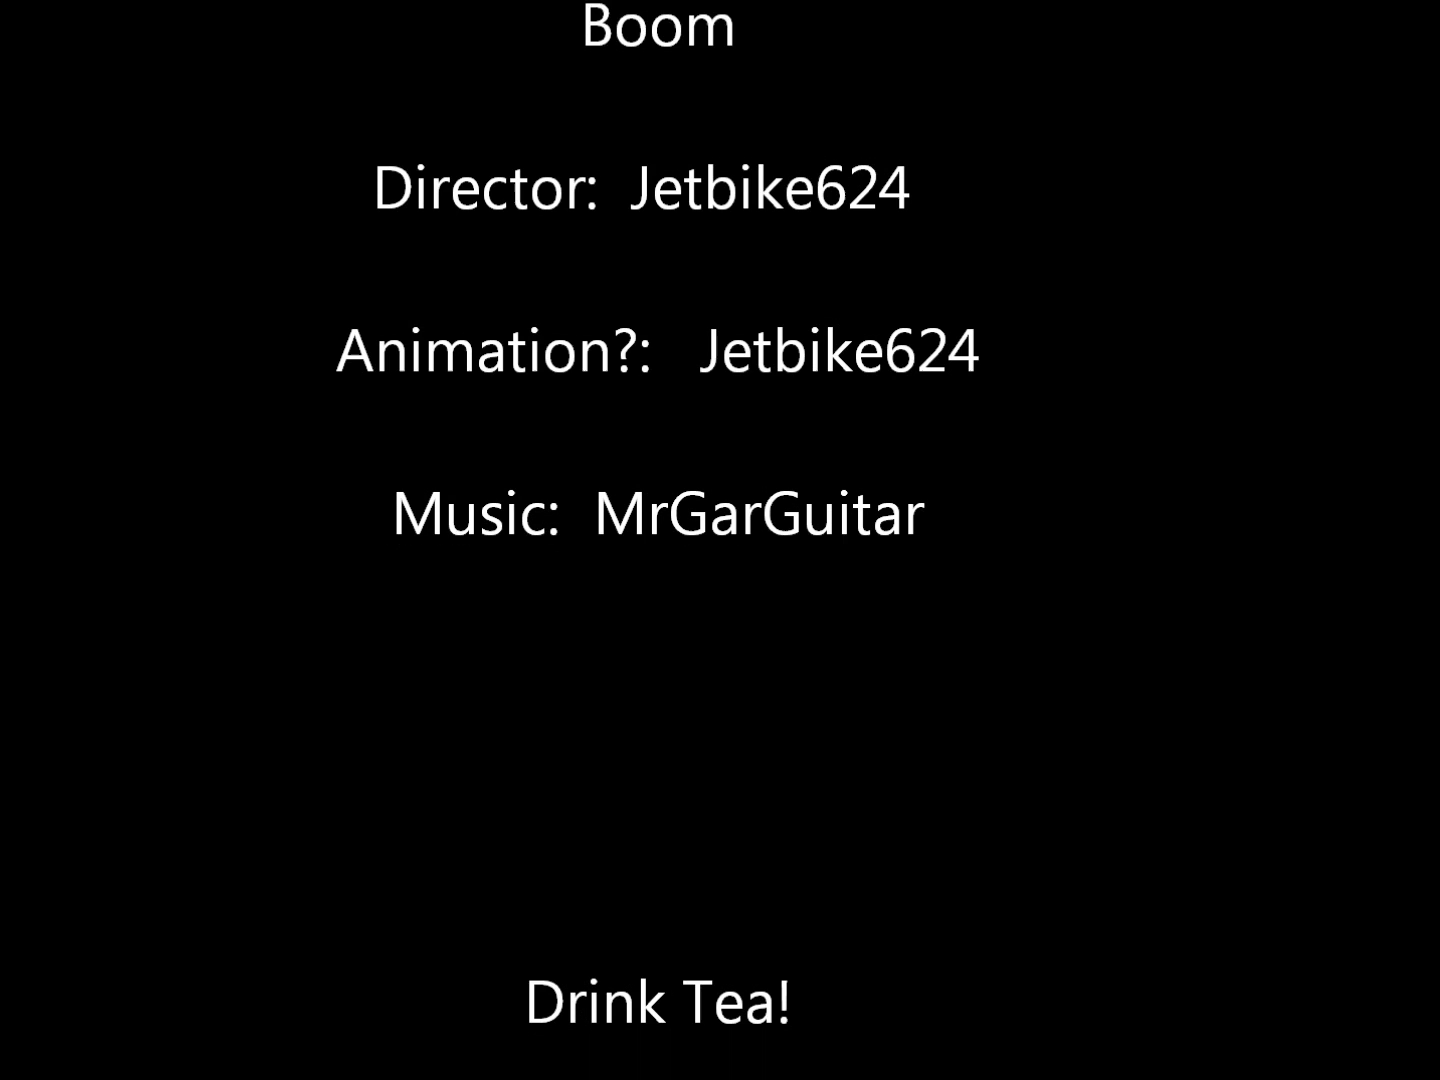 Boom
Director:  Jetbike624
Animation?:   Jetbike624
Music:  MrGarGuitar
Drink Tea!